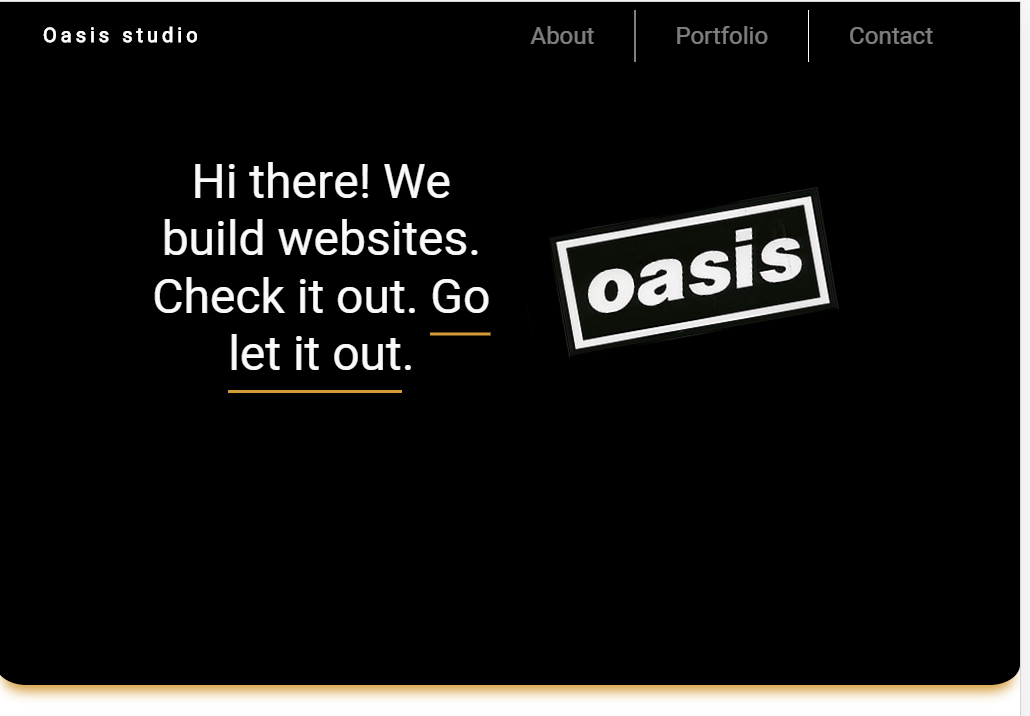 Oasis studio
About
Portfolio
Contact
Hi there! We
build websites.
Check it out. Go
let it out.
oasis